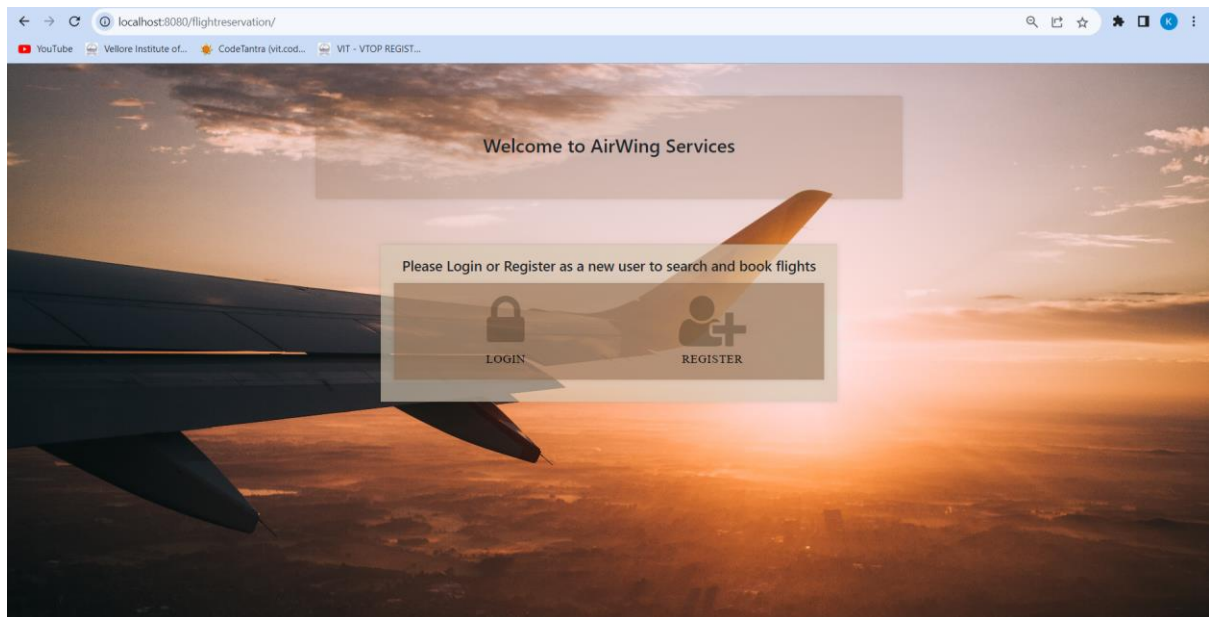 localhost:8080/flightreservation/
K
YouTube Vellore Institute of... CodeTantra (vit.cod... VIT - VTOP REGIST...
Welcome to AirWing Services
Please Login or Register as a new user to search and book flights
LOGIN REGISTER